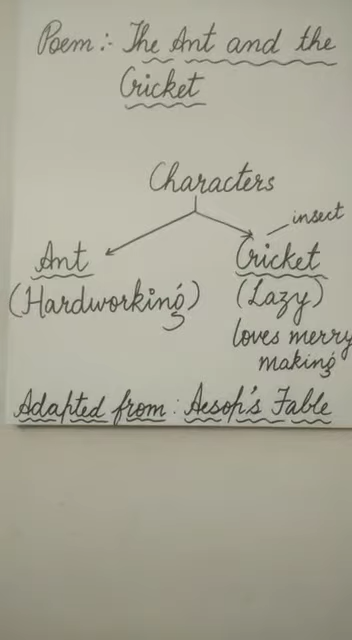 Poem :- The Ant and the
Cricket
Characters
insect
Ant
Cricket
(Hardworking)
(Lazy)
loves merry
making
Adapted from : Aesop's Fable